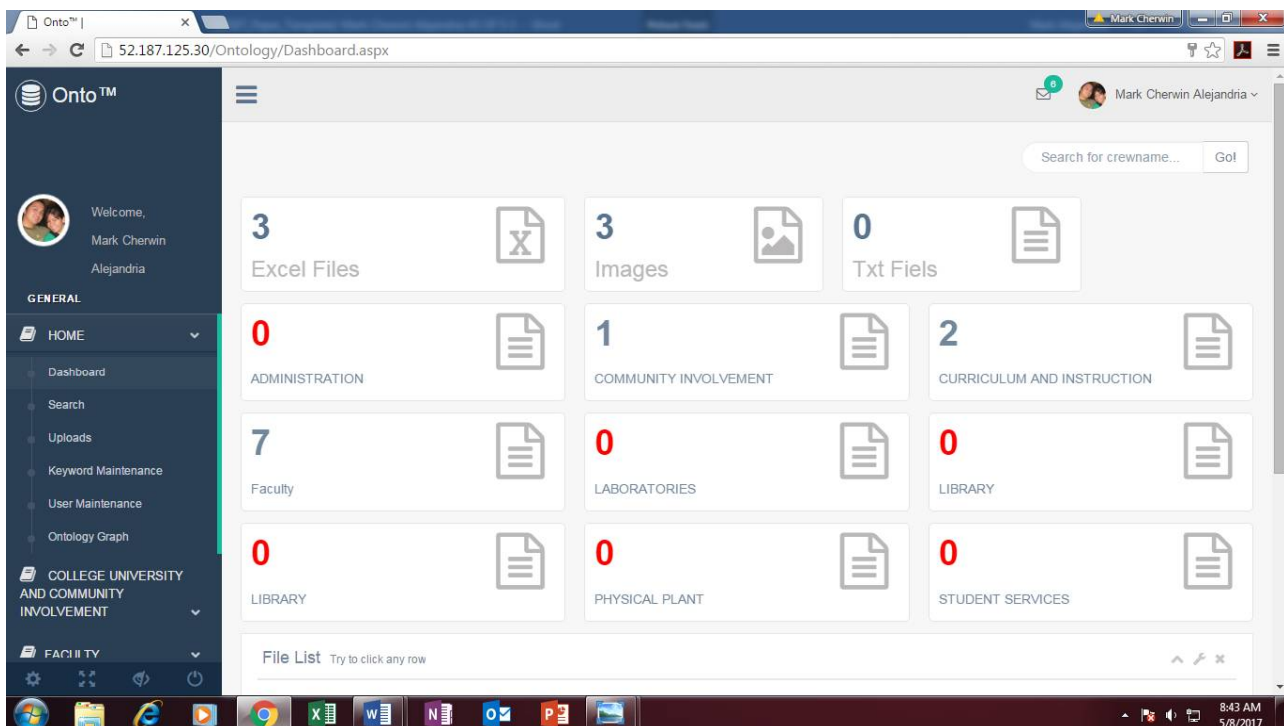 Onto™ |
Mark Cherwin
52.187.125.30/Ontology/Dashboard.aspx
Onto™
6
Mark Cherwin Alejandria
Search for crewname...
Go!
Welcome,
Mark Cherwin
Alejandria
GENERAL
HOME
Dashboard
Search
Uploads
Keyword Maintenance
User Maintenance
Ontology Graph
COLLEGE UNIVERSITY
AND COMMUNITY
INVOLVEMENT
FACULTY
3
Excel Files
X
3
Images
0
Txt Fiels
0
ADMINISTRATION
1
COMMUNITY INVOLVEMENT
2
CURRICULUM AND INSTRUCTION
7
Faculty
0
LABORATORIES
0
LIBRARY
0
LIBRARY
0
PHYSICAL PLANT
0
STUDENT SERVICES
File List Try to click any row
8:43 AM
5/8/2017